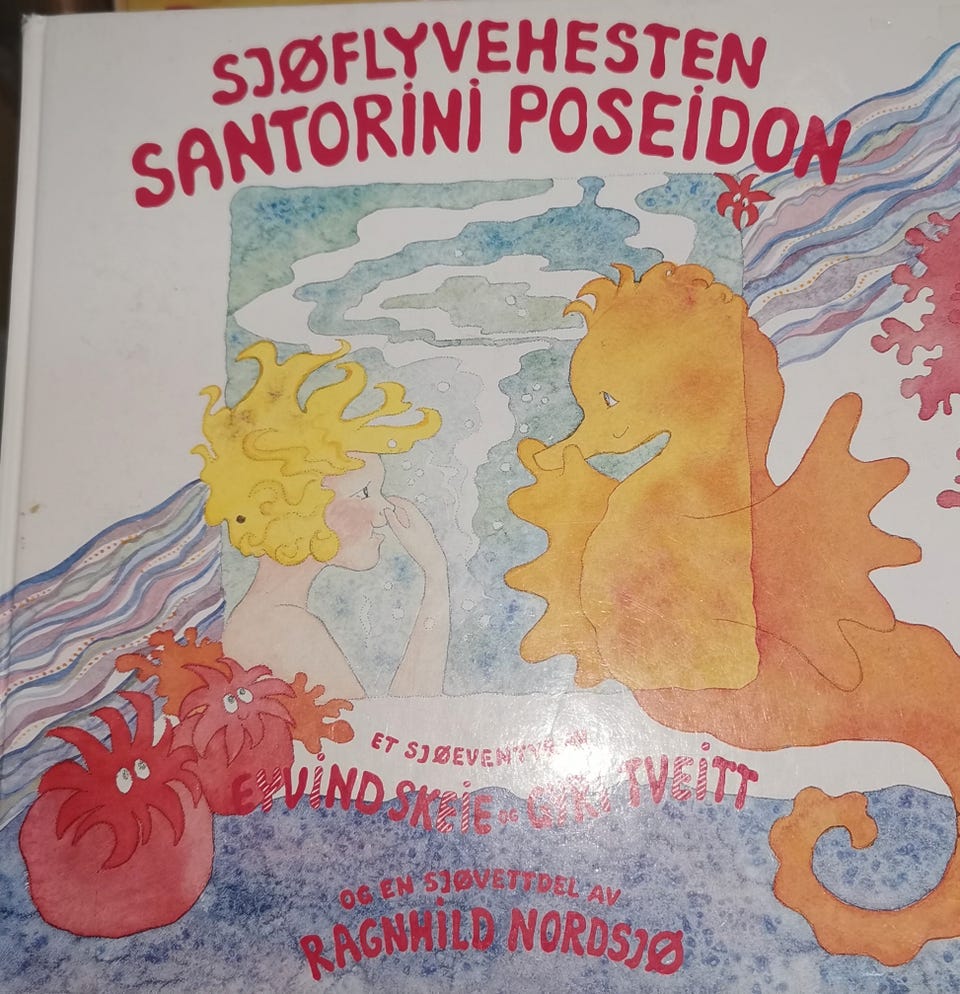 SJØFLYVEHESTEN
SANTORINI POSEIDON
ET SJØEVENTYR AV
EYVIND SKEIE OG TVEITT
OG EN SJØVETTDEL AV
RAGNHILD NORDSJØ